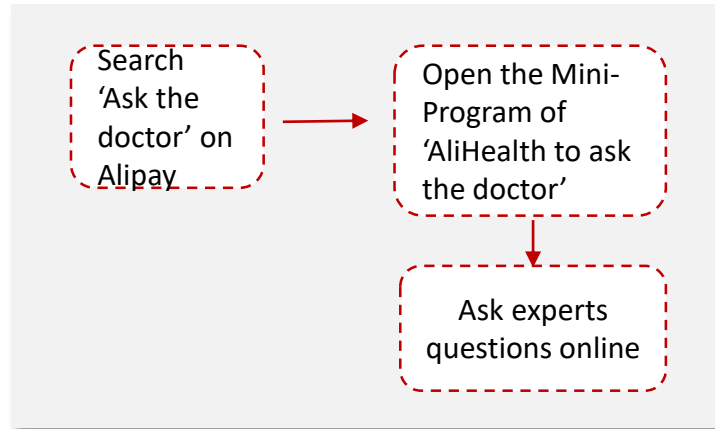 Search
‘Ask the
doctor’ on
Alipay
Open the Mini-
Program of
‘AliHealth to ask
the doctor’
Ask experts
questions online